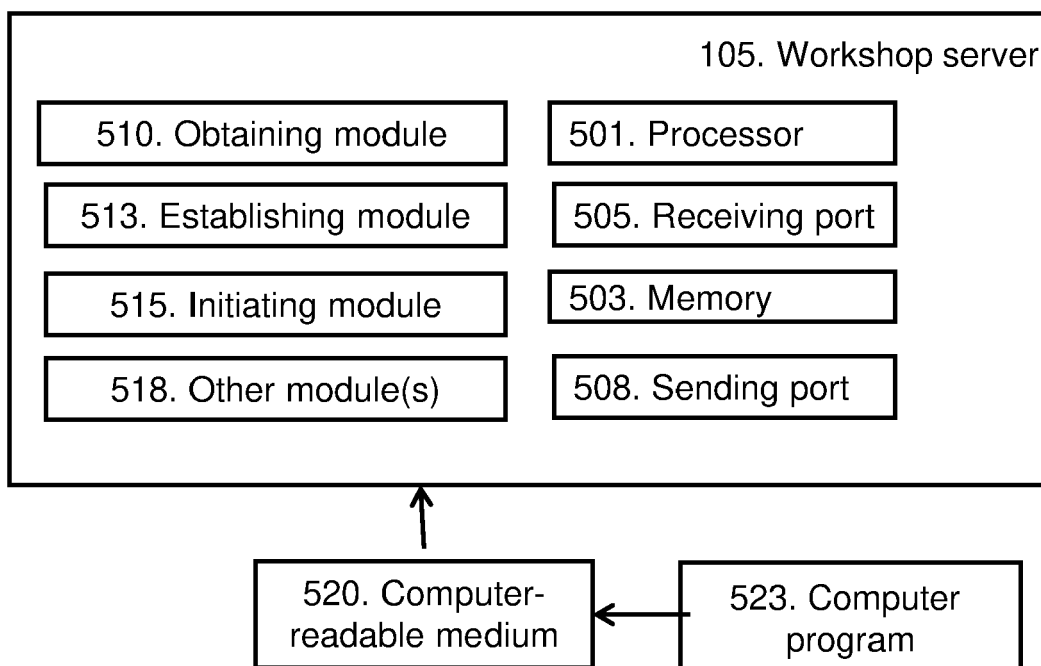 105. Workshop server
510. Obtaining module
501. Processor
513. Establishing module
505. Receiving port
515. Initiating module
503. Memory
518. Other module(s)
508. Sending port
520. Computer-
readable medium
523. Computer
program